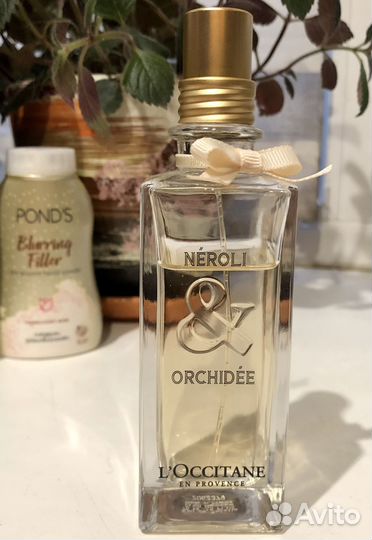 POND'S
Blurring
Filler
NÉROLI
&
ORCHIDÉE
L'OCCITANE
EN PROVENCE
Avito